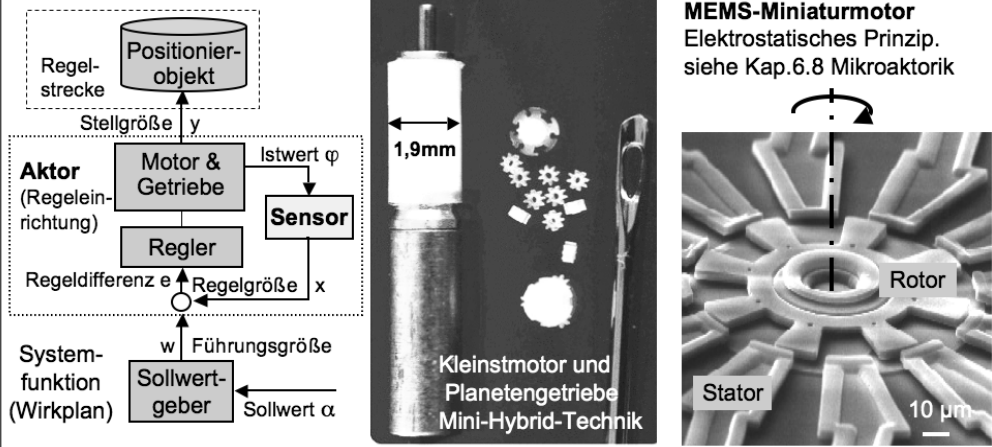 Positionier-
objekt
Regel-
strecke
Stellgröße y
Aktor
(Regelein-
richtung)
Motor &
Getriebe
Istwert φ
Sensor
Regler
Regeldifferenz e
Regelgröße x
w Führungsgröße
System-
funktion
(Wirkplan)
Sollwert-
geber
Sollwert α
1,9mm
Kleinstmotor und
Planetengetriebe
Mini-Hybrid-Technik
MEMS-Miniaturmotor
Elektrostatisches Prinzip.
siehe Kap.6.8 Mikroaktorik
Rotor
Stator
10 µm